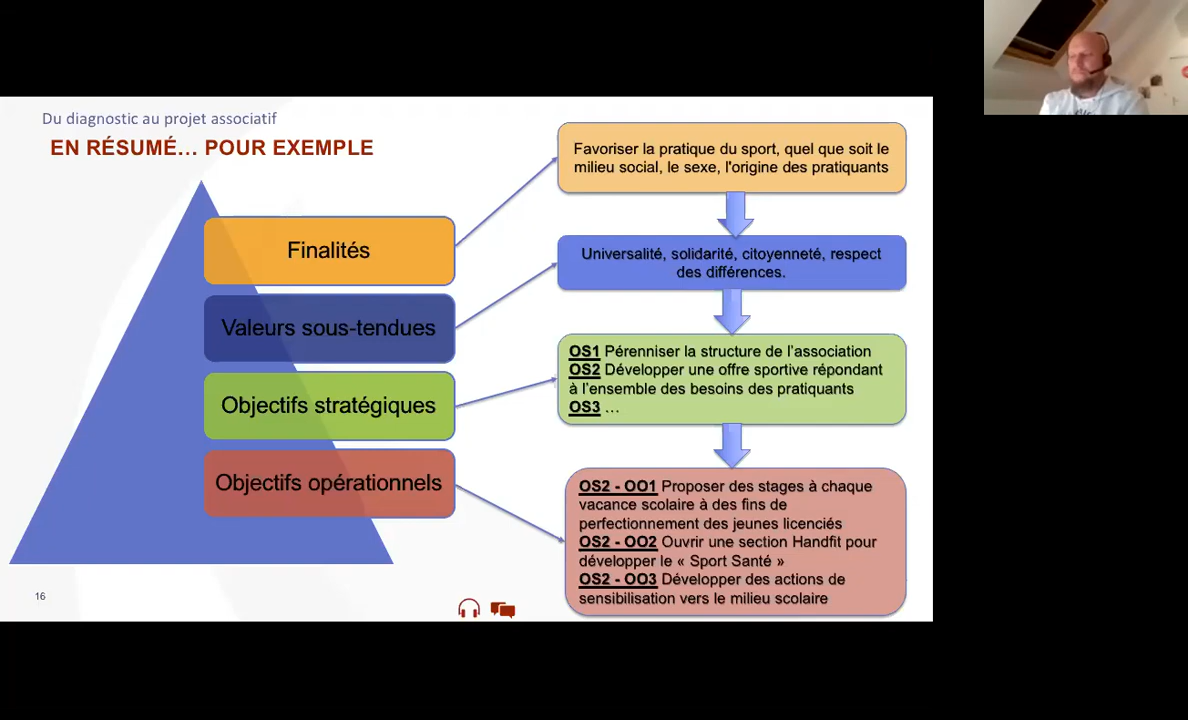 Du diagnostic au projet associatif
EN RÉSUMÉ… POUR EXEMPLE
Finalités
Valeurs sous-tendues
Objectifs stratégiques
Objectifs opérationnels
Favoriser la pratique du sport, quel que soit le
milieu social, le sexe, l'origine des pratiquants
Universalité, solidarité, citoyenneté, respect
des différences.
OS1 Pérenniser la structure de l'association
OS2 Développer une offre sportive répondant
à l'ensemble des besoins des pratiquants
OS3 …
OS2 - OO1 Proposer des stages à chaque
vacance scolaire à des fins de
perfectionnement des jeunes licenciés
OS2 - OO2 Ouvrir une section Handfit pour
développer le « Sport Santé »
OS2 - OO3 Développer des actions de
sensibilisation vers le milieu scolaire
16